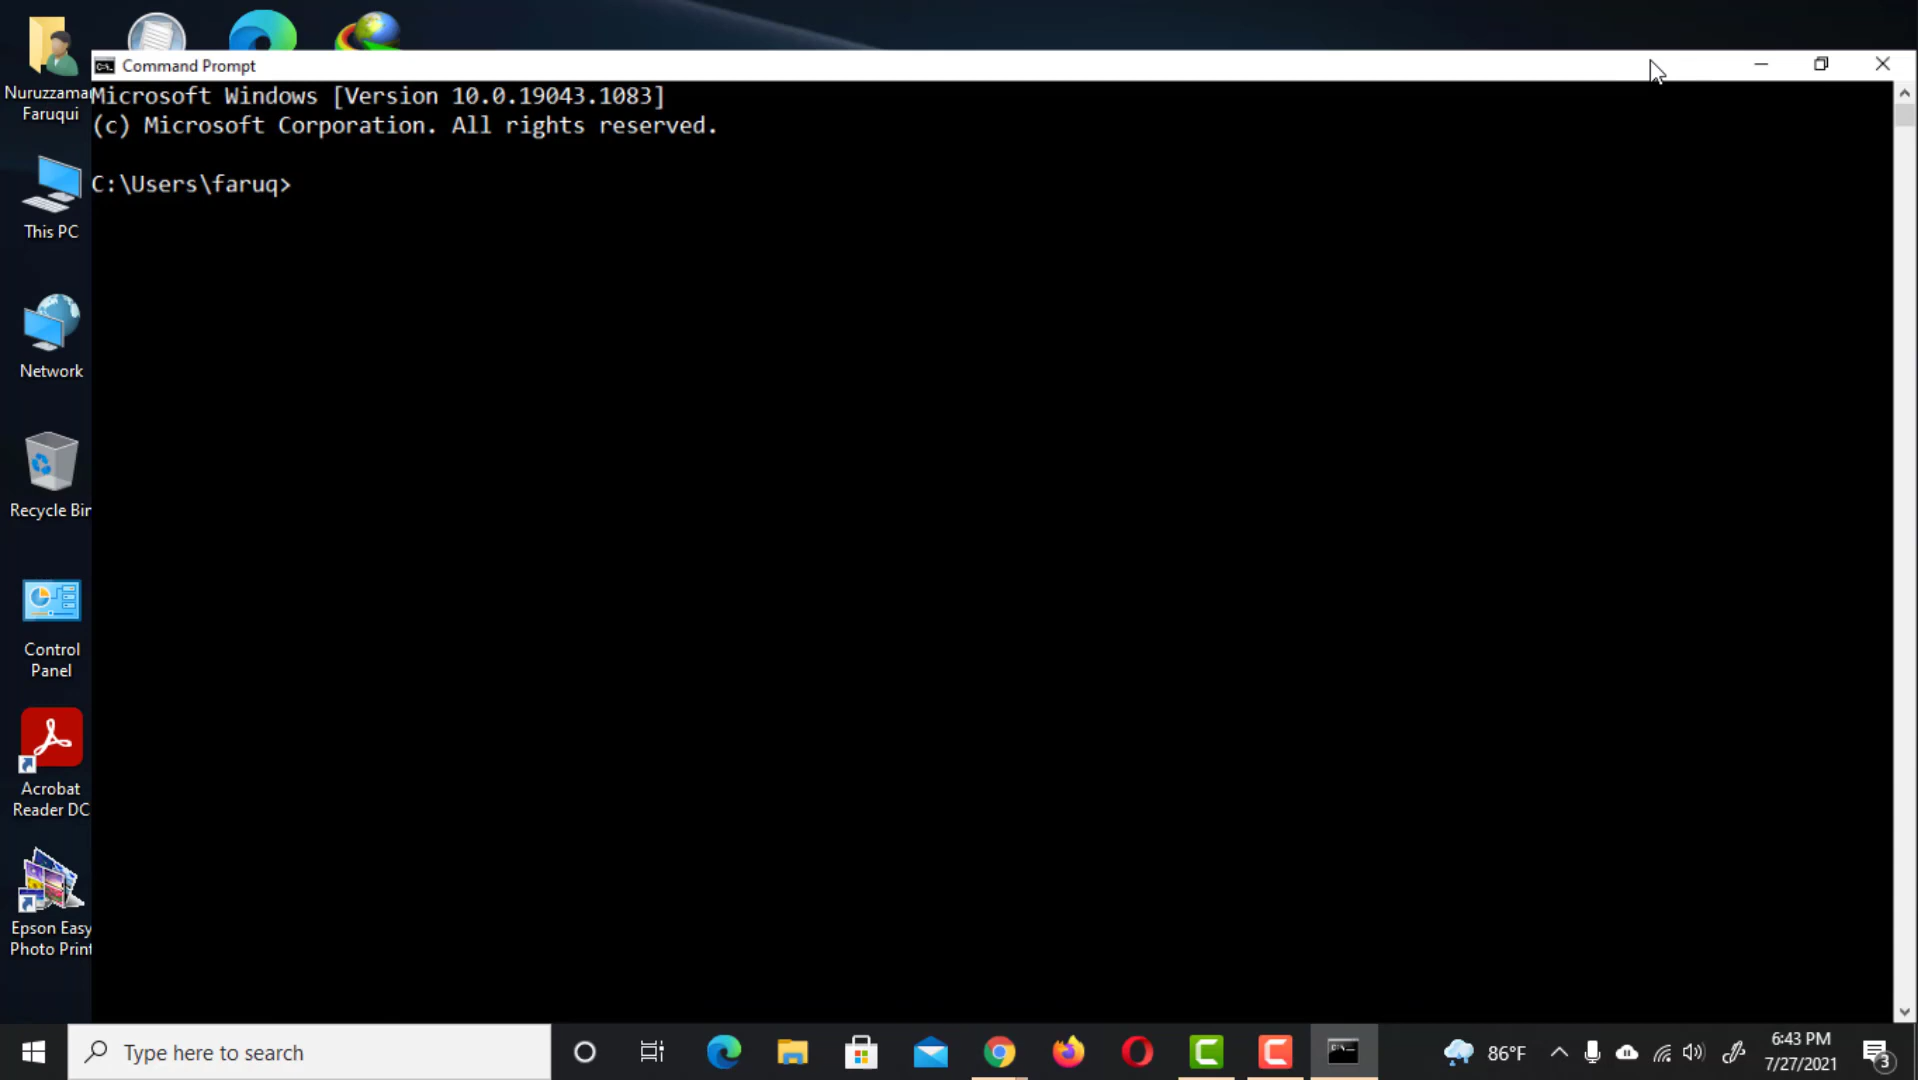 Command Prompt
Microsoft Windows [Version 10.0.19043.1083]
(c) Microsoft Corporation. All rights reserved.
C:\Users\faruq>
Nuruzzama
Faruqui
This PC
Network
Recycle Bin
Control
Panel
Acrobat
Reader DC
Epson Easy
Photo Print
Type here to search
86°F
6:43 PM
7/27/2021
3